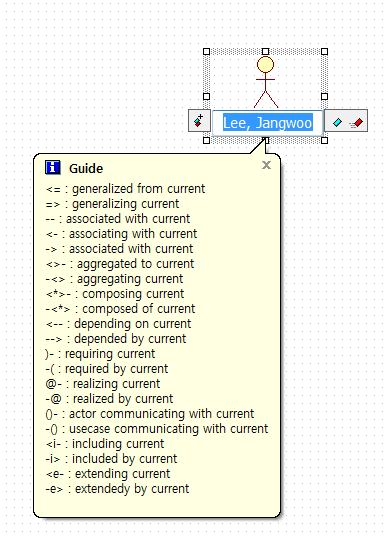 Lee, Jangwoo
Guide
<= : generalized from current
=> : generalizing current
-- : associated with current
<- : associating with current
-> : associated with current
<>- : aggregated to current
-<> : aggregating current
<*>- : composing current
-<*> : composed of current
<-- : depending on current
--> : depended by current
)- : requiring current
-( : required by current
@- : realizing current
-@ : realized by current
()- : actor communicating with current
-() : usecase communicating with current
<i- : including current
-i> : included by current
<e- : extending current
-e> : extendedy by current